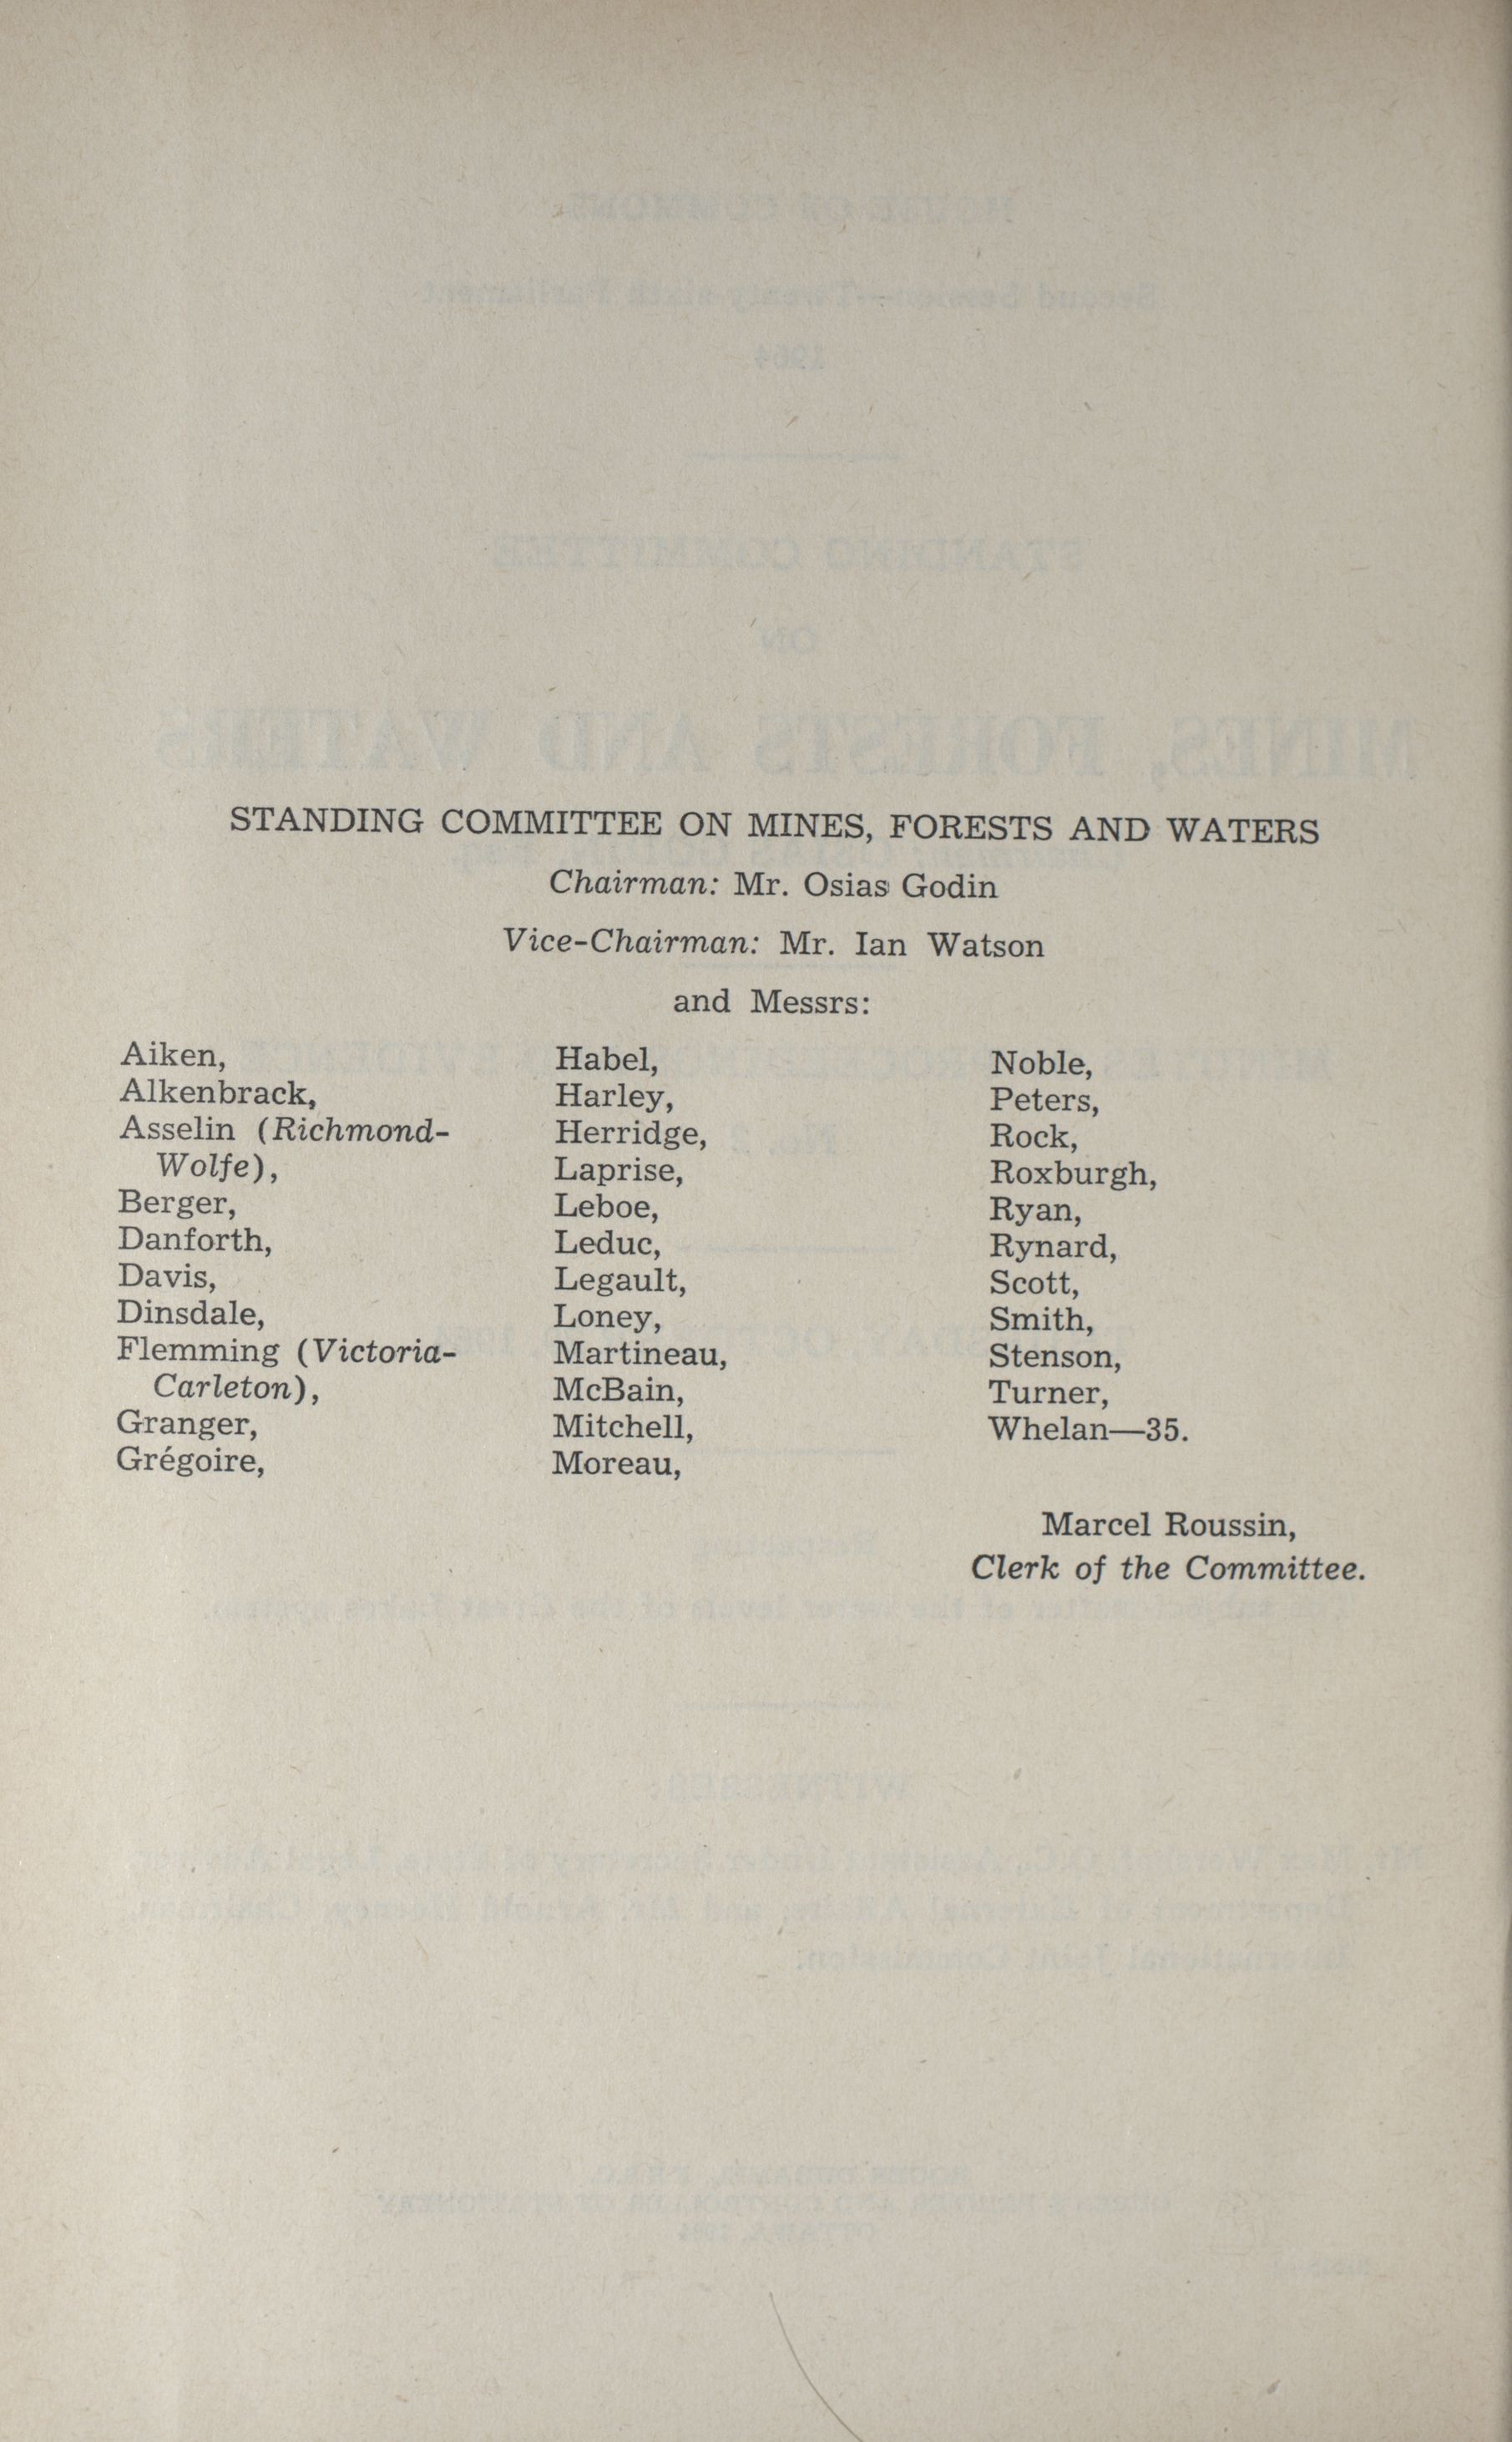 STANDING COMMITTEE ON MINES, FORESTS AND WATERS
Chairman: Mr. Osias Godin
Vice-Chairman: Mr. Ian Watson
and Messrs:
Aiken,
Alkenbrack,
Asselin (Richmond-
Wolfe),
Berger,
Danforth,
Davis,
Dinsdale,
Flemming (Victoria-
Carleton),
Granger,
Grégoire,
Habel,
Harley,
Herridge,
Laprise,
Leboe,
Leduc,
Legault,
Loney,
Martineau,
McBain,
Mitchell,
Moreau,
Noble,
Peters,
Rock,
Roxburgh,
Ryan,
Rynard,
Scott,
Smith,
Stenson,
Turner,
Whelan—35.
Marcel Roussin,
Clerk of the Committee.